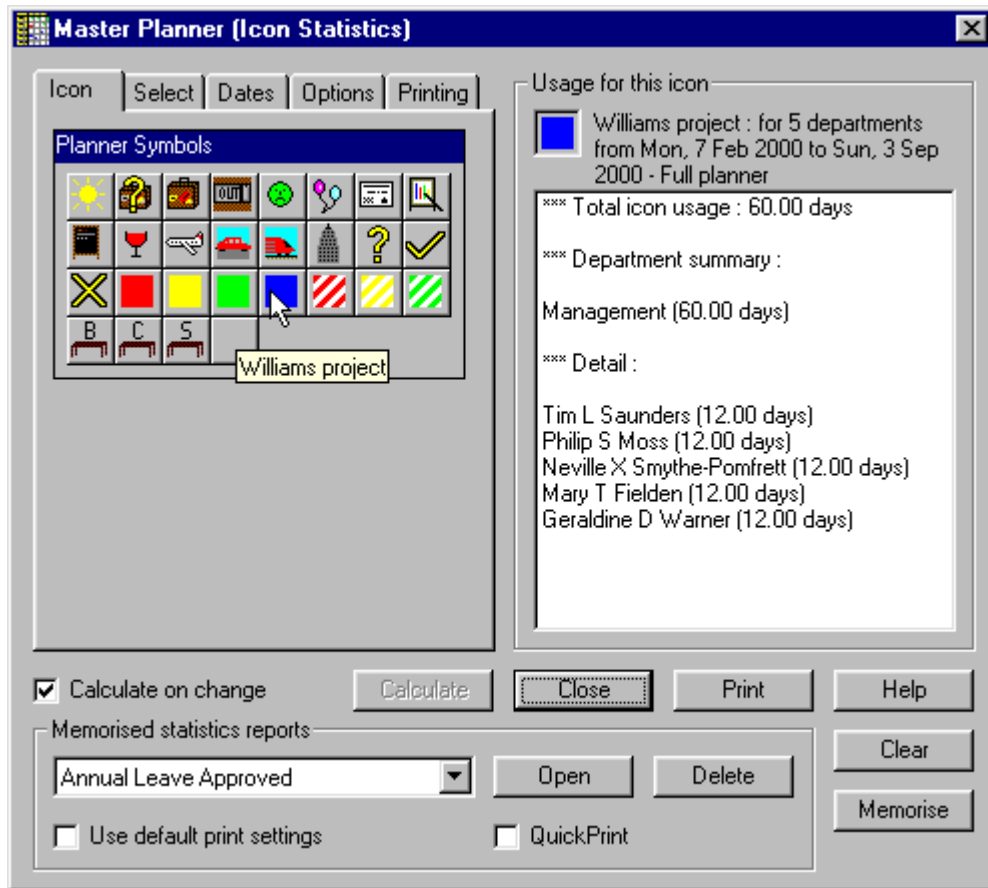 Master Planner (Icon Statistics)
Icon Select Dates Options Printing
Planner Symbols
OUT
B C S
Williams project
Usage for this icon
Williams project : for 5 departments
from Mon, 7 Feb 2000 to Sun, 3 Sep
2000 - Full planner
*** Total icon usage : 60.00 days
*** Department summary :
Management (60.00 days)
*** Detail :
Tim L Saunders (12.00 days)
Philip S Moss (12.00 days)
Neville X Smythe-Pomfrett (12.00 days)
Mary T Fielden (12.00 days)
Geraldine D Warner (12.00 days)
Calculate on change Calculate Close Print Help
Memorised statistics reports
Annual Leave Approved Open Delete
Clear
Memorise
Use default print settings QuickPrint